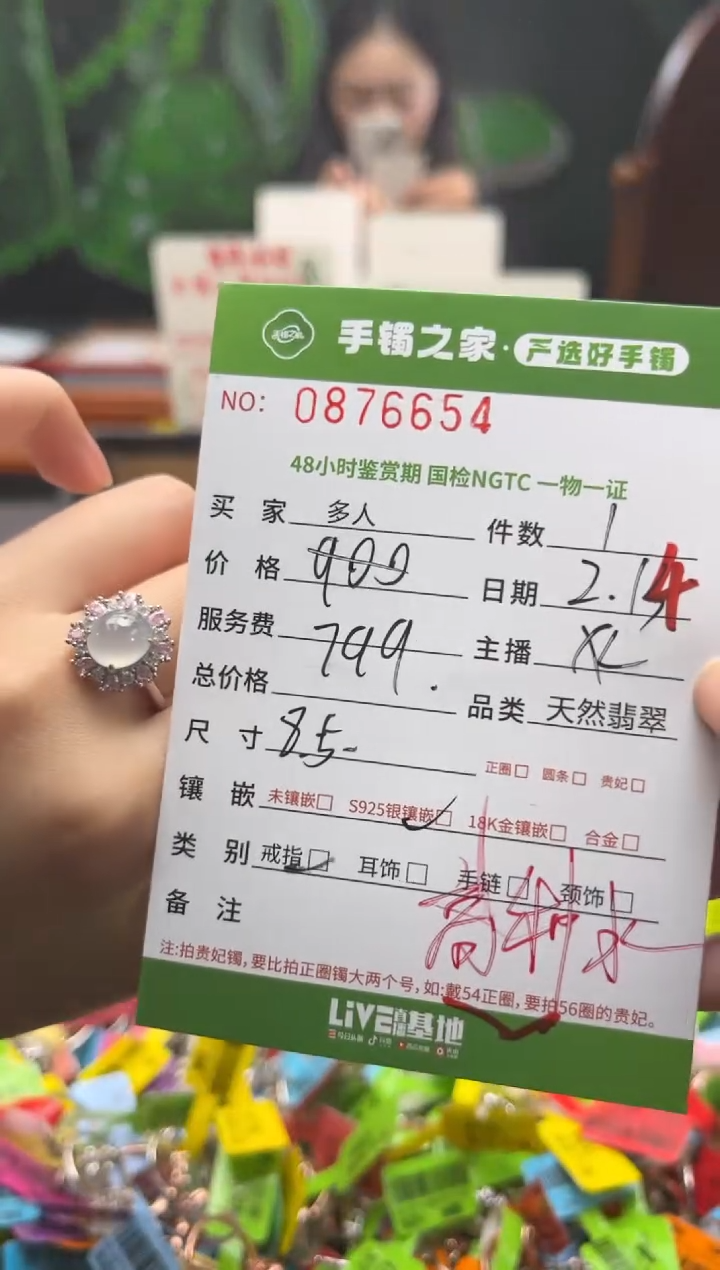 手镯之家·严选好手镯
NO: 0876654
48小时鉴赏期 国检NGTC 一物一证
买家 多人 件数 1
价格 900 日期 2.14
服务费 799. 主播 XL
总价格 品类 天然翡翠
尺寸 8.5- 正圈□ 圆条□ 贵妃□
镶嵌 未镶嵌□ S925银镶嵌□ 18K金镶嵌□ 合金□
类别 戒指□ 耳饰□ 手链□ 颈饰□
备注 高冰
注:拍贵妃镯,要比拍正圈镯大两个号,如:戴54正圈,要拍56圈的贵妃。
LIVE直播基地